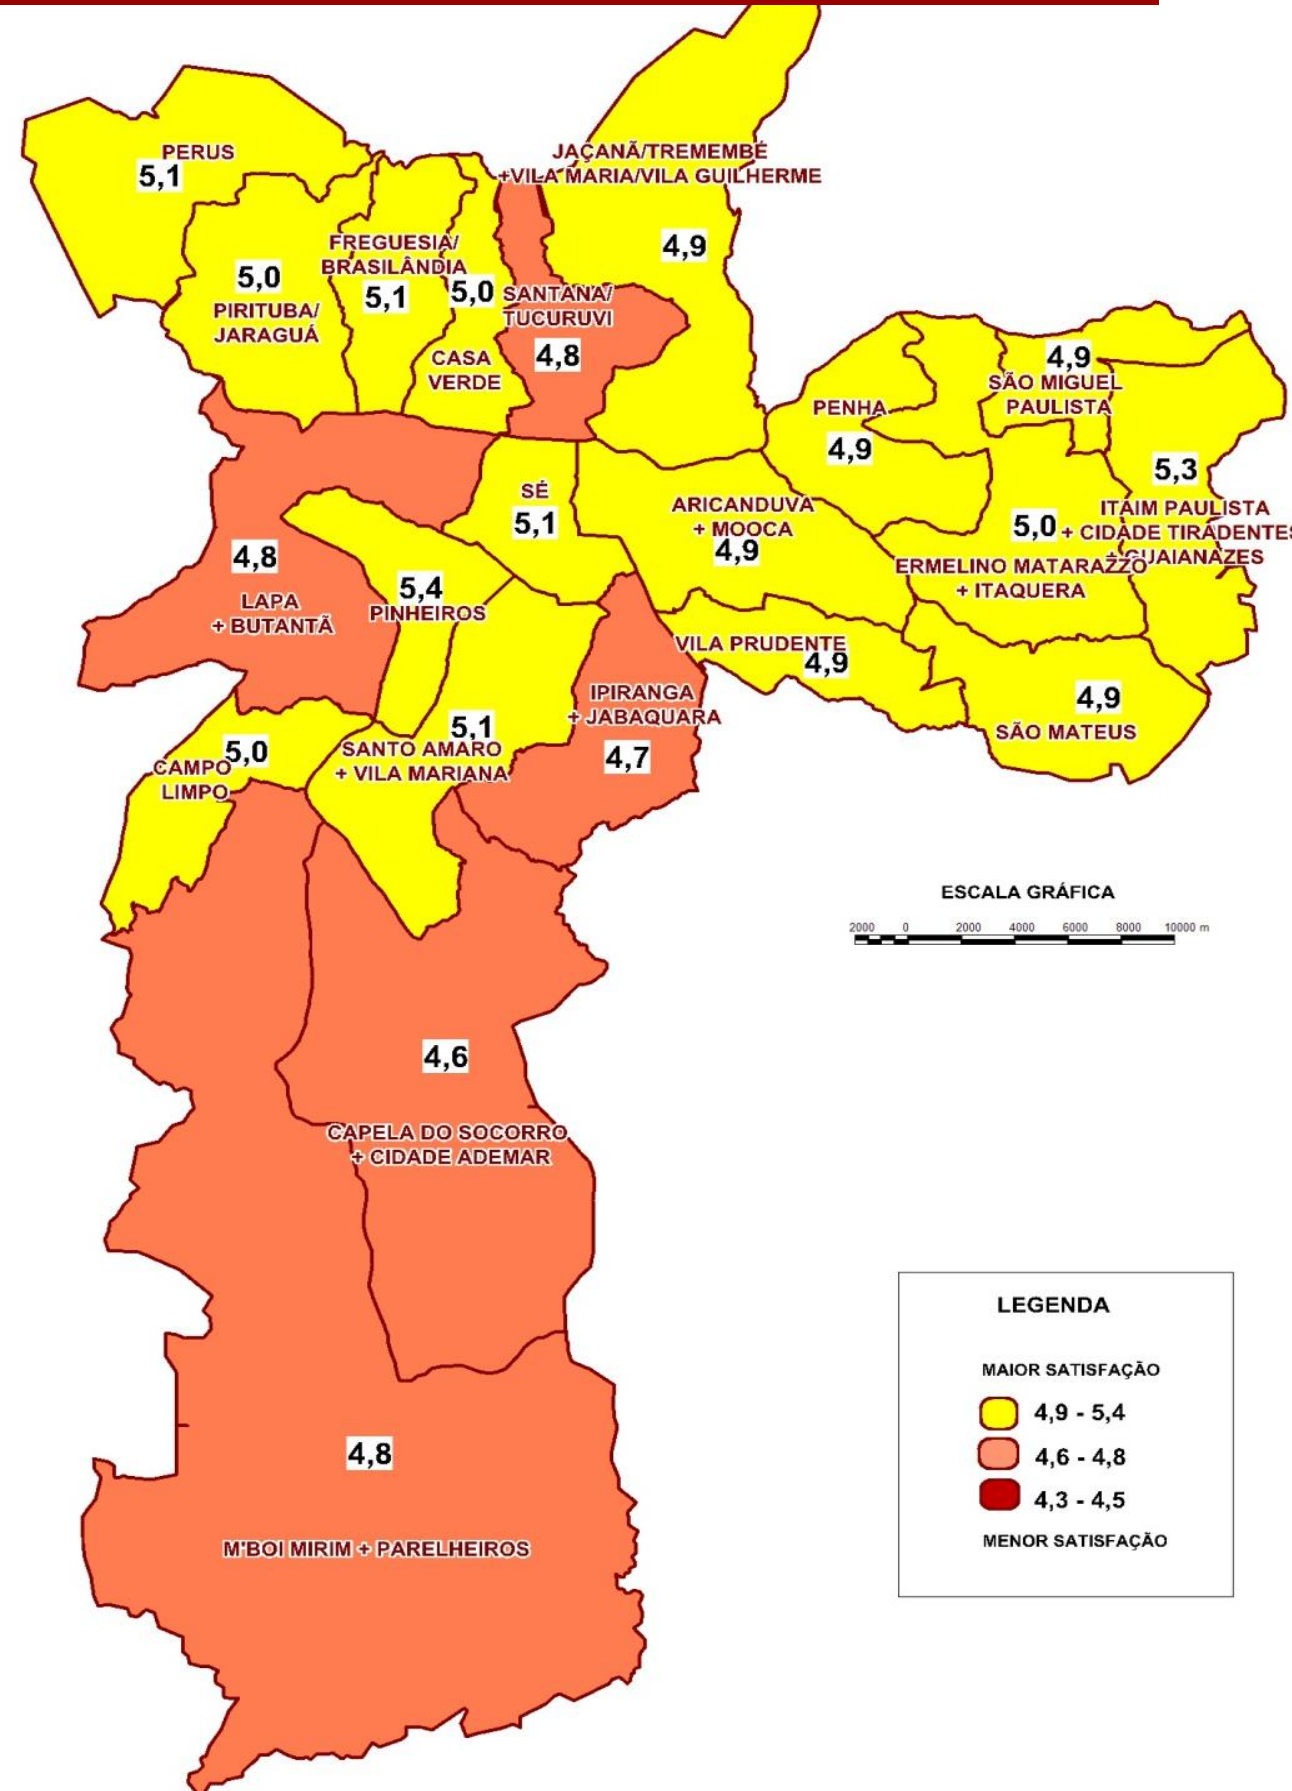 PERUS
5,1
JAÇANÃ/TREMEMBÉ
+VILA MARIA/VILA GUILHERME
4,9
FREGUESIA/
BRASILÂNDIA
5,1
5,0
PIRITUBA/
JARAGUÁ
5,0
CASA
VERDE
SANTANA/
TUCURUVI
4,8
PENHA
4,9
4,9
SÃO MIGUEL
PAULISTA
5,3
ITAIM PAULISTA
+ CIDADE TIRADENTES
+ GUAIANAZES
SÉ
5,1
ARICANDUVA
+ MOOCA
4,9
5,0
ERMELINO MATARAZZO
+ ITAQUERA
4,8
LAPA
+ BUTANTÃ
5,4
PINHEIROS
VILA PRUDENTE
4,9
4,9
SÃO MATEUS
IPIRANGA
+ JABAQUARA
4,7
5,1
SANTO AMARO
+ VILA MARIANA
5,0
CAMPO
LIMPO
ESCALA GRÁFICA
2000 0 2000 4000 6000 8000 10000 m
4,6
CAPELA DO SOCORRO
+ CIDADE ADEMAR
4,8
M'BOI MIRIM + PARELHEIROS
LEGENDA
MAIOR SATISFAÇÃO
4,9 - 5,4
4,6 - 4,8
4,3 - 4,5
MENOR SATISFAÇÃO